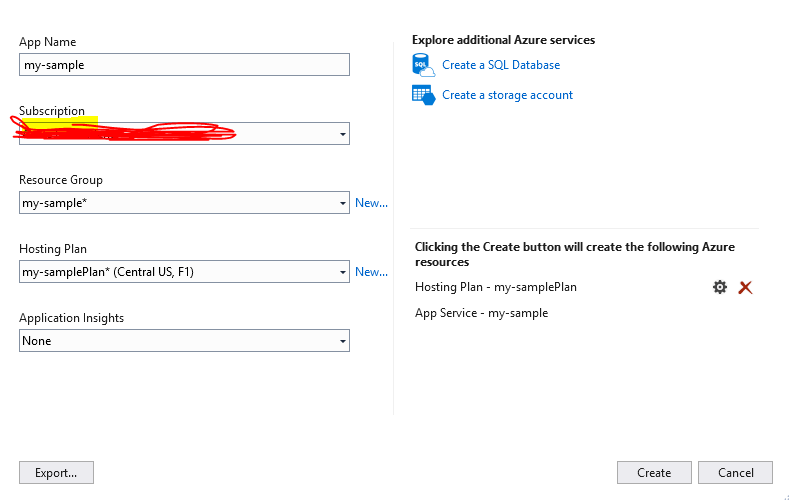 App Name
my-sample
Subscription
Resource Group
my-sample*
New...
Hosting Plan
my-samplePlan* (Central US, F1)
New...
Application Insights
None
Export...
Explore additional Azure services
SQL
Create a SQL Database
Create a storage account
Clicking the Create button will create the following Azure
resources
Hosting Plan - my-samplePlan
App Service - my-sample
Create
Cancel